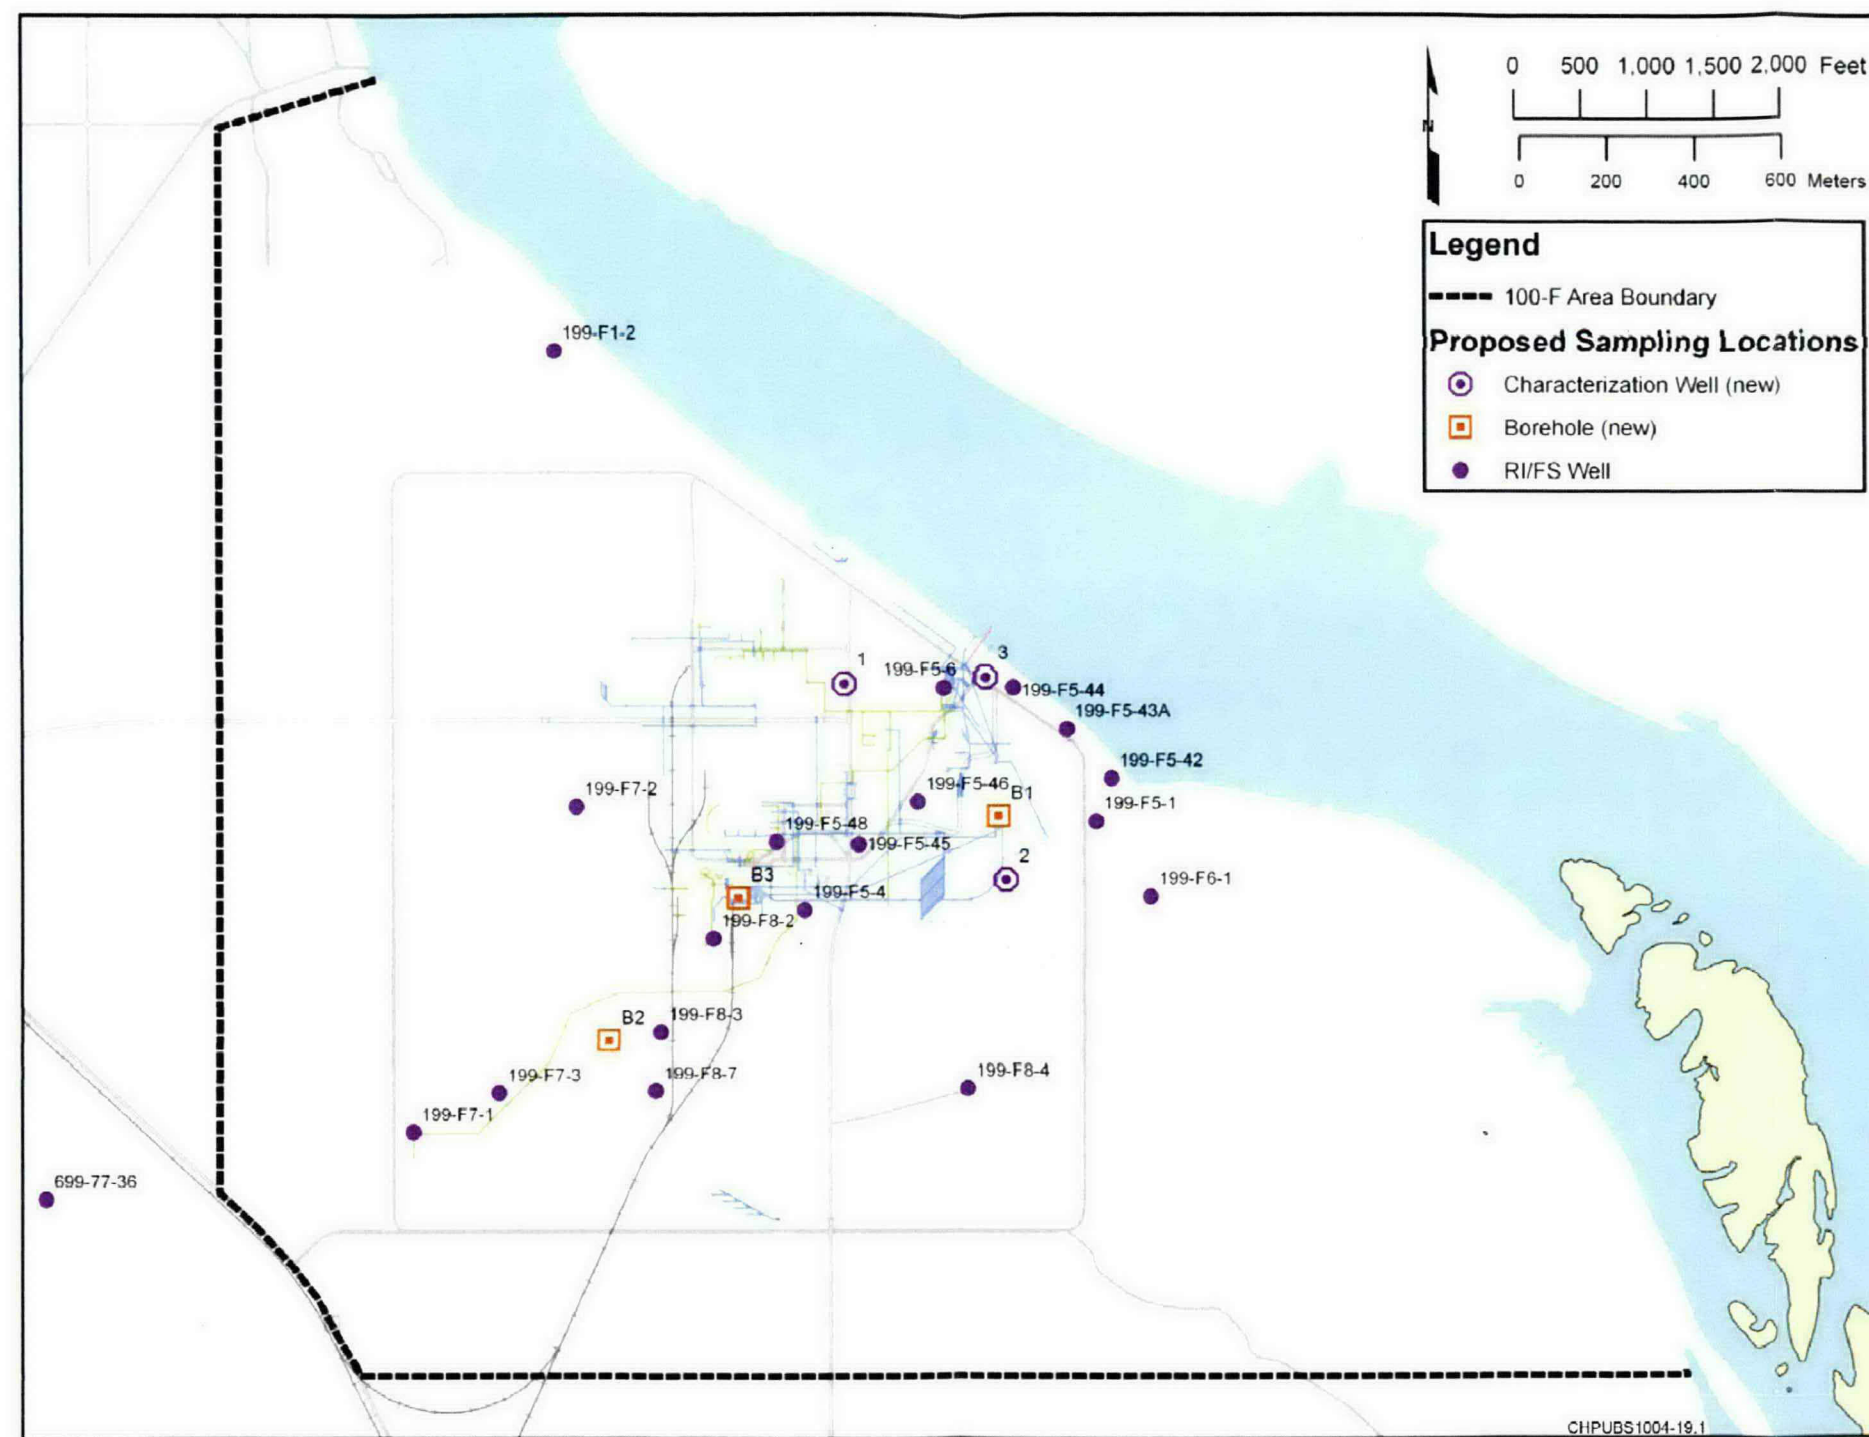 0 500 1,000 1,500 2,000 Feet
N
0 200 400 600 Meters
Legend
100-F Area Boundary
Proposed Sampling Locations
Characterization Well (new)
Borehole (new)
RI/FS Well
199-F1-2
1
3
199-F5-6
199-F5-44
199-F5-43A
199-F5-42
199-F7-2
199-F5-46
B1
199-F5-1
199-F5-48
199-F5-45
2
B3
199-F5-4
199-F6-1
199-F8-2
B2
199-F8-3
199-F7-3
199-F8-7
199-F8-4
199-F7-1
699-77-36
CHPUBS1004-19.1